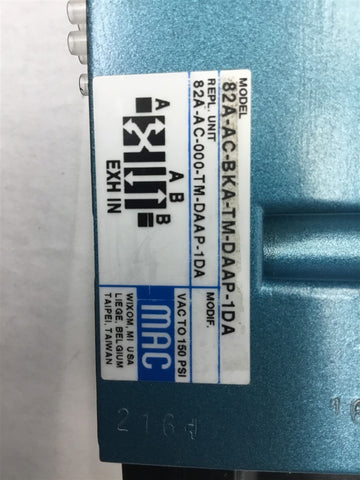 MODEL
82A-AC-BKA-TM-DAAP-1DA
REPL. UNIT
82A-AC-000-TM-DAAP-1DA
MODIF.
A B
A B
EXH IN
VAC TO 150 PSI
MAC
WIXOM, MI USA
LIEGE, BELGIUM
TAIPEI, TAIWAN